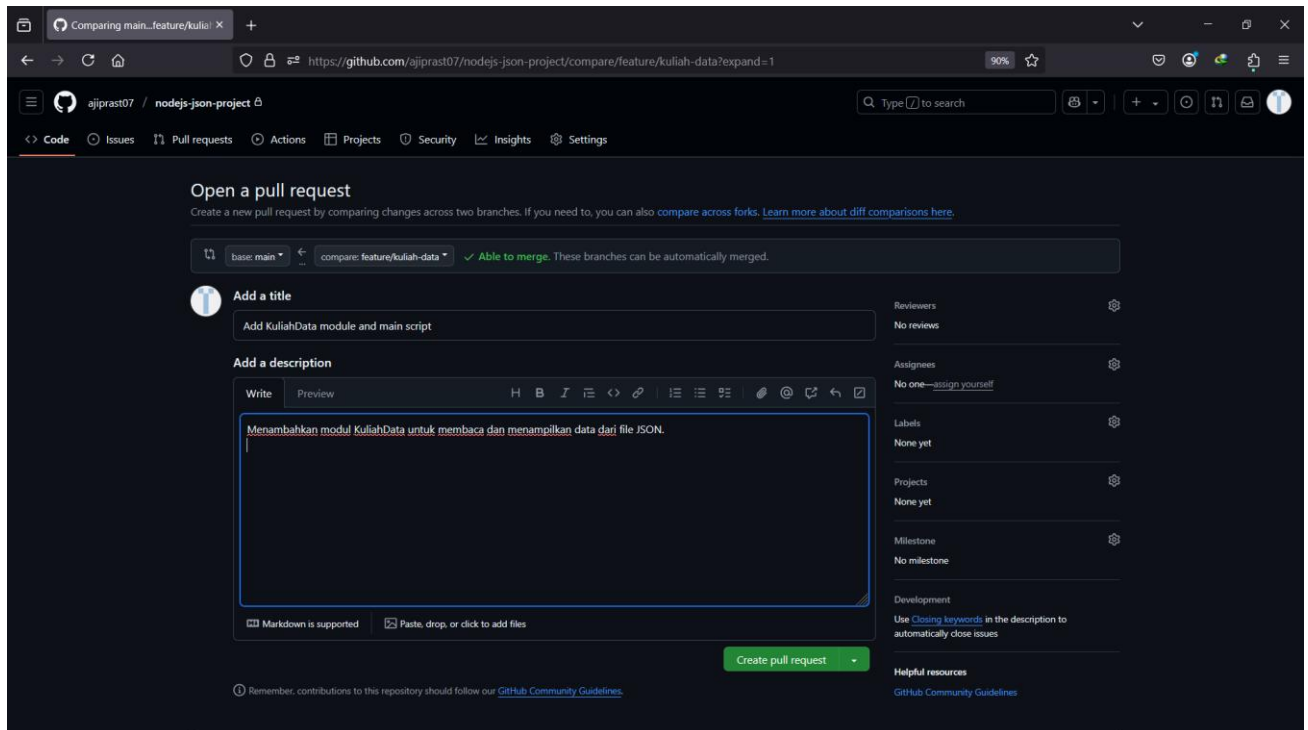 Comparing main...feature/kuliah
https://github.com/ajiprast07/nodejs-json-project/compare/feature/kuliah-data?expand=1
90%
ajiprast07 / nodejs-json-project
Type / to search
<> Code Issues Pull requests Actions Projects Security Insights Settings
Open a pull request
Create a new pull request by comparing changes across two branches. If you need to, you can also compare across forks. Learn more about diff comparisons here.
base: main compare: feature/kuliah-data Able to merge. These branches can be automatically merged.
Add a title
Add KuliahData module and main script
Add a description
Write Preview H B I
Menambahkan modul KuliahData untuk membaca dan menampilkan data dari file JSON.
Markdown is supported Paste, drop, or click to add files
Create pull request
Remember, contributions to this repository should follow our GitHub Community Guidelines.
Reviewers
No reviews
Assignees
No one—assign yourself
Labels
None yet
Projects
None yet
Milestone
No milestone
Development
Use Closing keywords in the description to
automatically close issues
Helpful resources
GitHub Community Guidelines